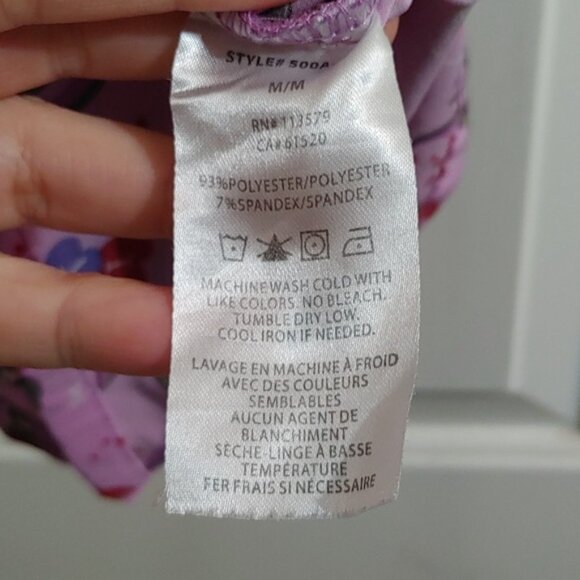 STYLE# 500A
M/M
RN# 113579
CA# 61520
93%POLYESTER/POLYESTER
7%SPANDEX/SPANDEX
MACHINE WASH COLD WITH
LIKE COLORS. NO BLEACH.
TUMBLE DRY LOW.
COOL IRON IF NEEDED.
LAVAGE EN MACHINE À FROID
AVEC DES COULEURS
SEMBLABLES
AUCUN AGENT DE
BLANCHIMENT
SÈCHE-LINGE À BASSE
TEMPÉRATURE
FER FRAIS SI NÉCESSAIRE